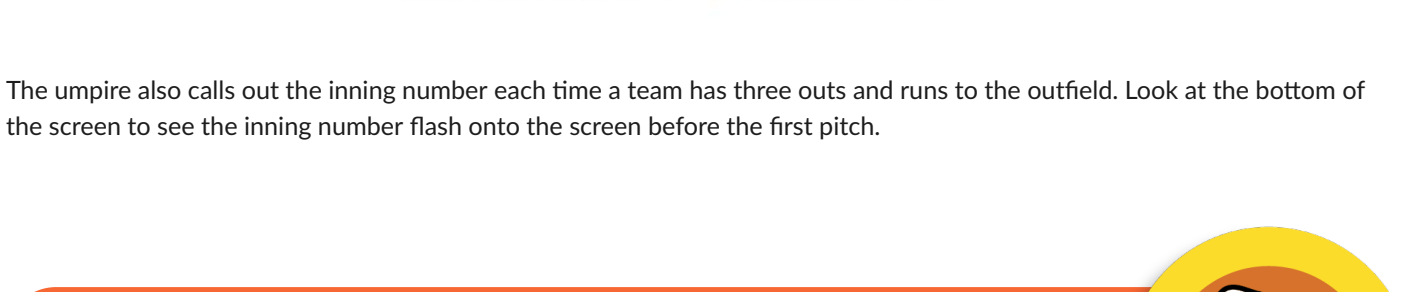 The umpire also calls out the inning number each time a team has three outs and runs to the outfield. Look at the bottom of
the screen to see the inning number flash onto the screen before the first pitch.